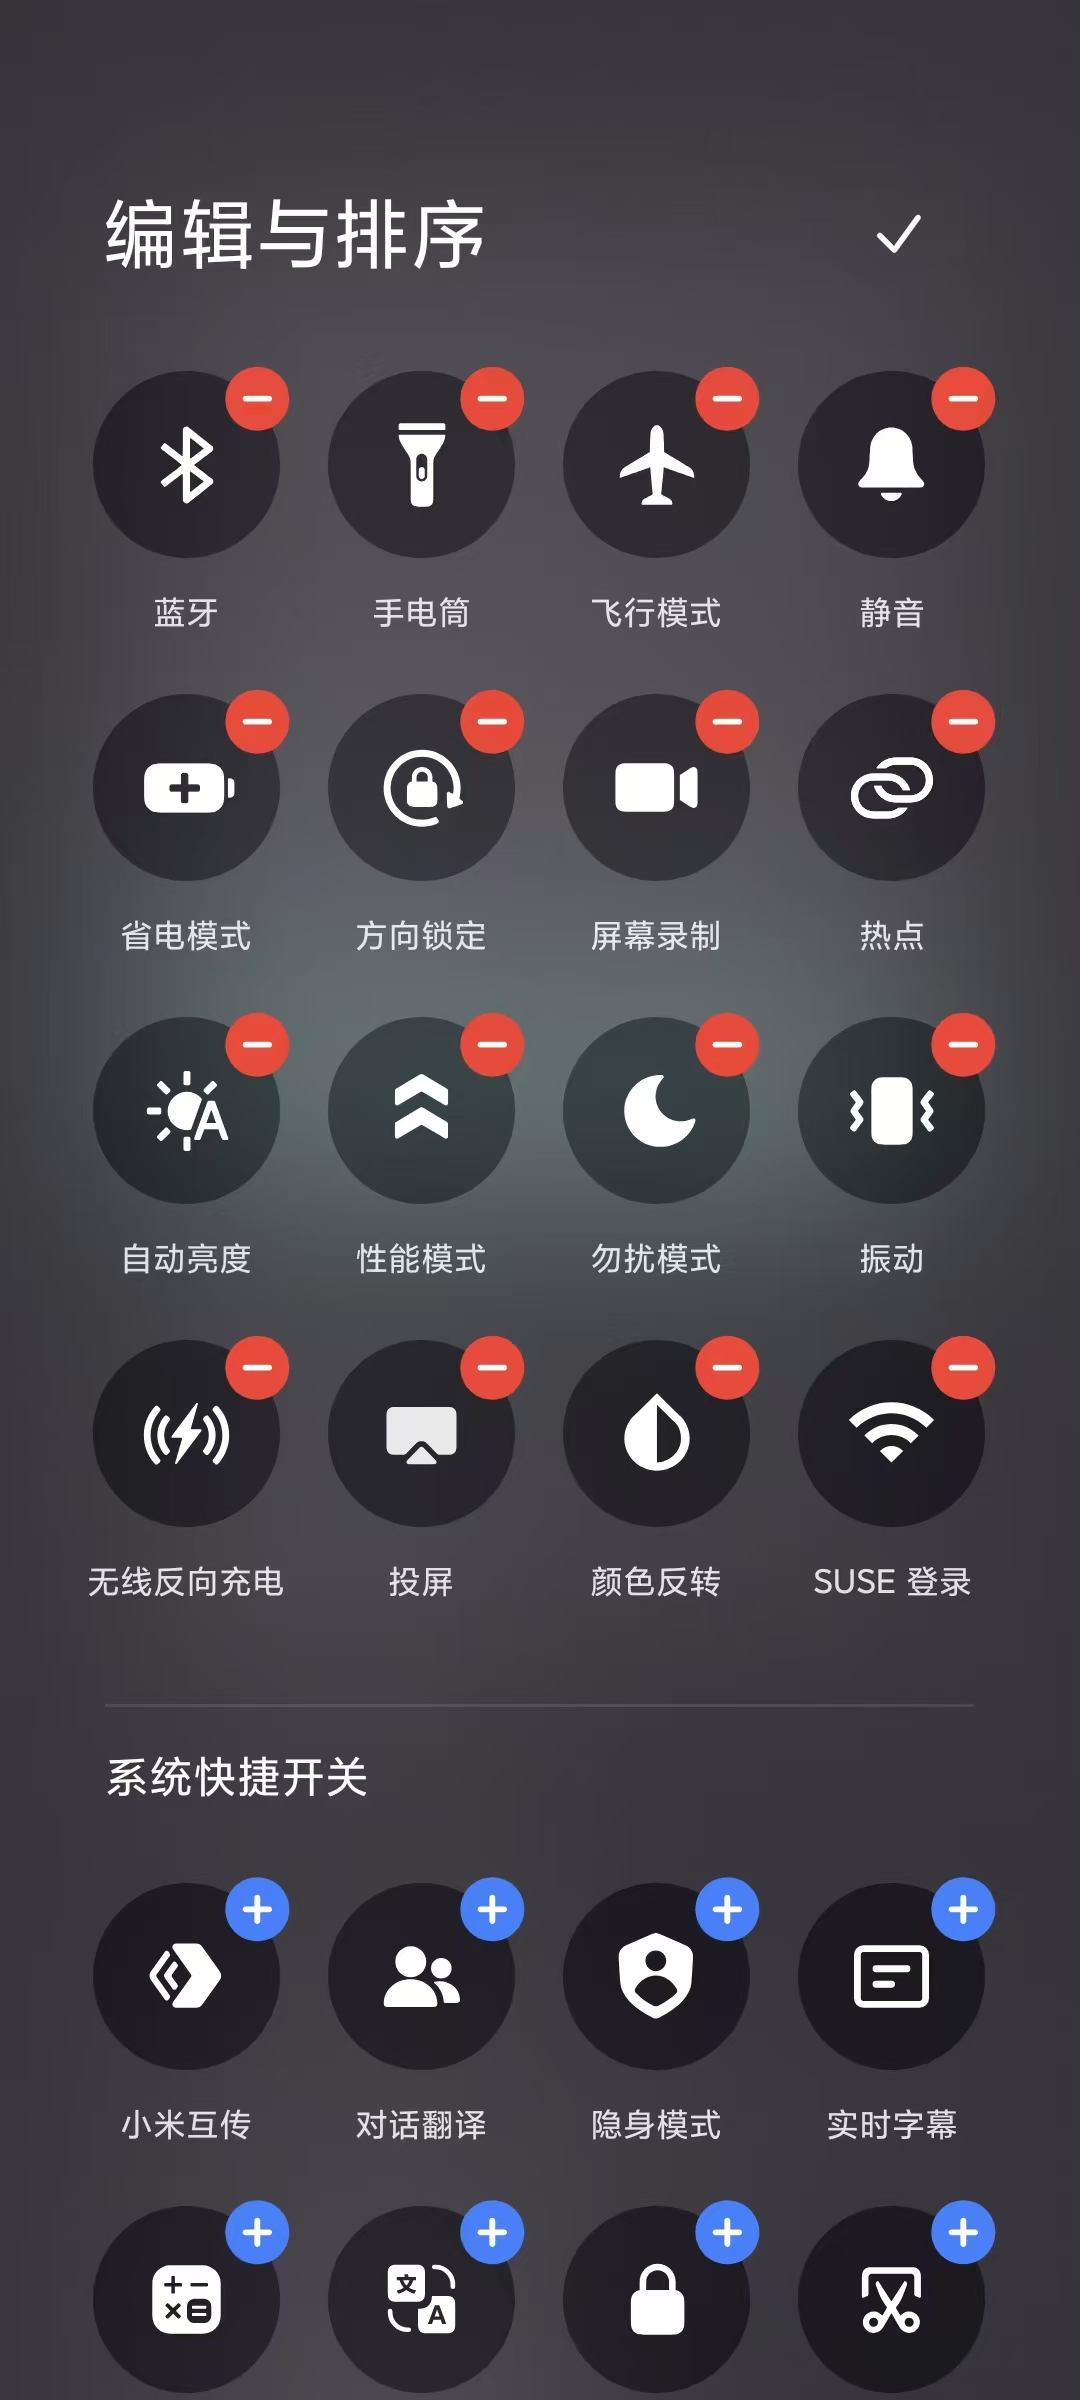 编辑与排序
蓝牙
手电筒
飞行模式
静音
省电模式
方向锁定
屏幕录制
热点
A
自动亮度
性能模式
勿扰模式
振动
无线反向充电
投屏
颜色反转
SUSE 登录
系统快捷开关
小米互传
对话翻译
隐身模式
实时字幕
文
A